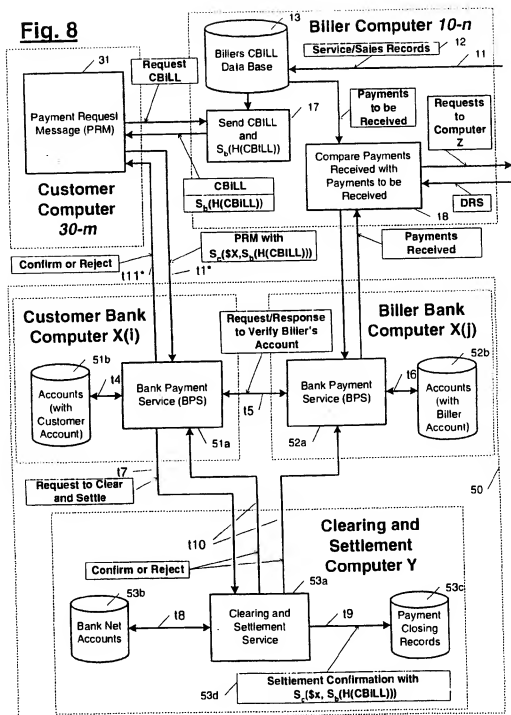 Fig. 8
Biller Computer 10-n
13
Billers CBILL
Data Base
Service/Sales Records
12
11
31
Request
CBILL
Payment Request
Message (PRM)
17
Send CBILL
and
Sb(H(CBILL))
Payments
to be
Received
Requests
to
Computer
Z
CBILL
Sb(H(CBILL))
Compare Payments
Received with
Payments to be
Received
DRS
18
Customer
Computer
30-m
Confirm or Reject
t11*
t1*
PRM with
Sc($X,Sb(H(CBILL)))
Payments
Received
Customer Bank
Computer X(i)
Request/Response
to Verify Biller's
Account
Biller Bank
Computer X(j)
51b
Accounts
(with
Customer
Account)
t4
Bank Payment
Service (BPS)
51a
t5
Bank Payment
Service (BPS)
52a
t6
52b
Accounts
(with
Biller
Account)
t7
Request to Clear
and Settle
50
t10
Confirm or Reject
Clearing and
Settlement
Computer Y
53a
53b
Bank Net
Accounts
t8
Clearing and
Settlement
Service
t9
53c
Payment
Closing
Records
53d
Settlement Confirmation with
Sc($x, Sb(H(CBILL)))